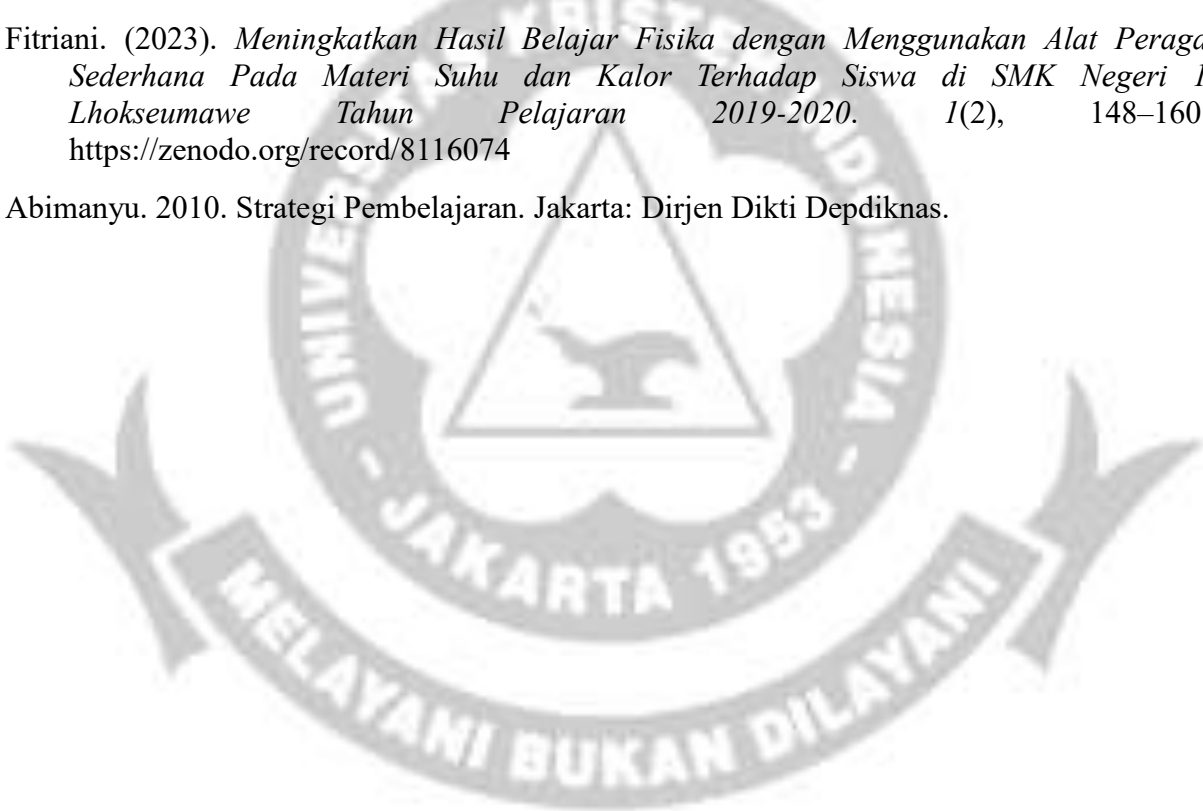 Fitriani. (2023). Meningkatkan Hasil Belajar Fisika dengan Menggunakan Alat Peraga
Sederhana Pada Materi Suhu dan Kalor Terhadap Siswa di SMK Negeri
Lhokseumawe Tahun Pelajaran 2019-2020. 1(2), 148–160
https://zenodo.org/record/8116074
Abimanyu. 2010. Strategi Pembelajaran. Jakarta: Dirjen Dikti Depdiknas.
KRISTEN INDONESIA
UNIVERSITAS
- JAKARTA 1953 -
MELAYANI BUKAN DILAYANI